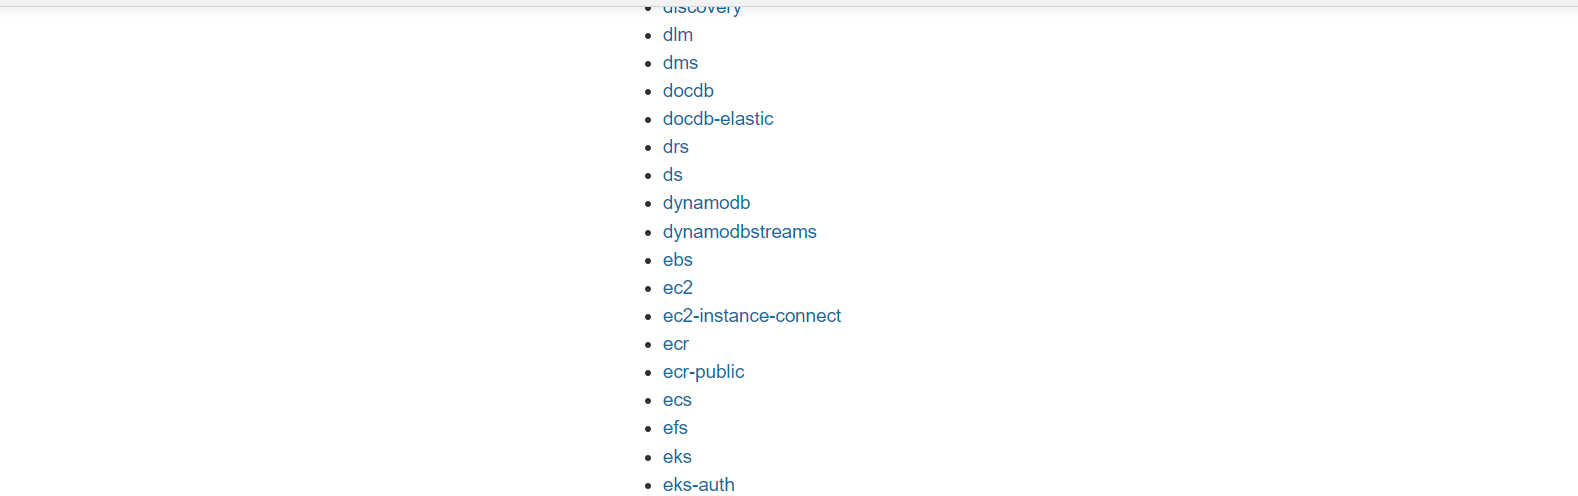 discovery
dlm
dms
docdb
docdb-elastic
drs
ds
dynamodb
dynamodbstreams
ebs
ec2
ec2-instance-connect
ecr
ecr-public
ecs
efs
eks
eks-auth